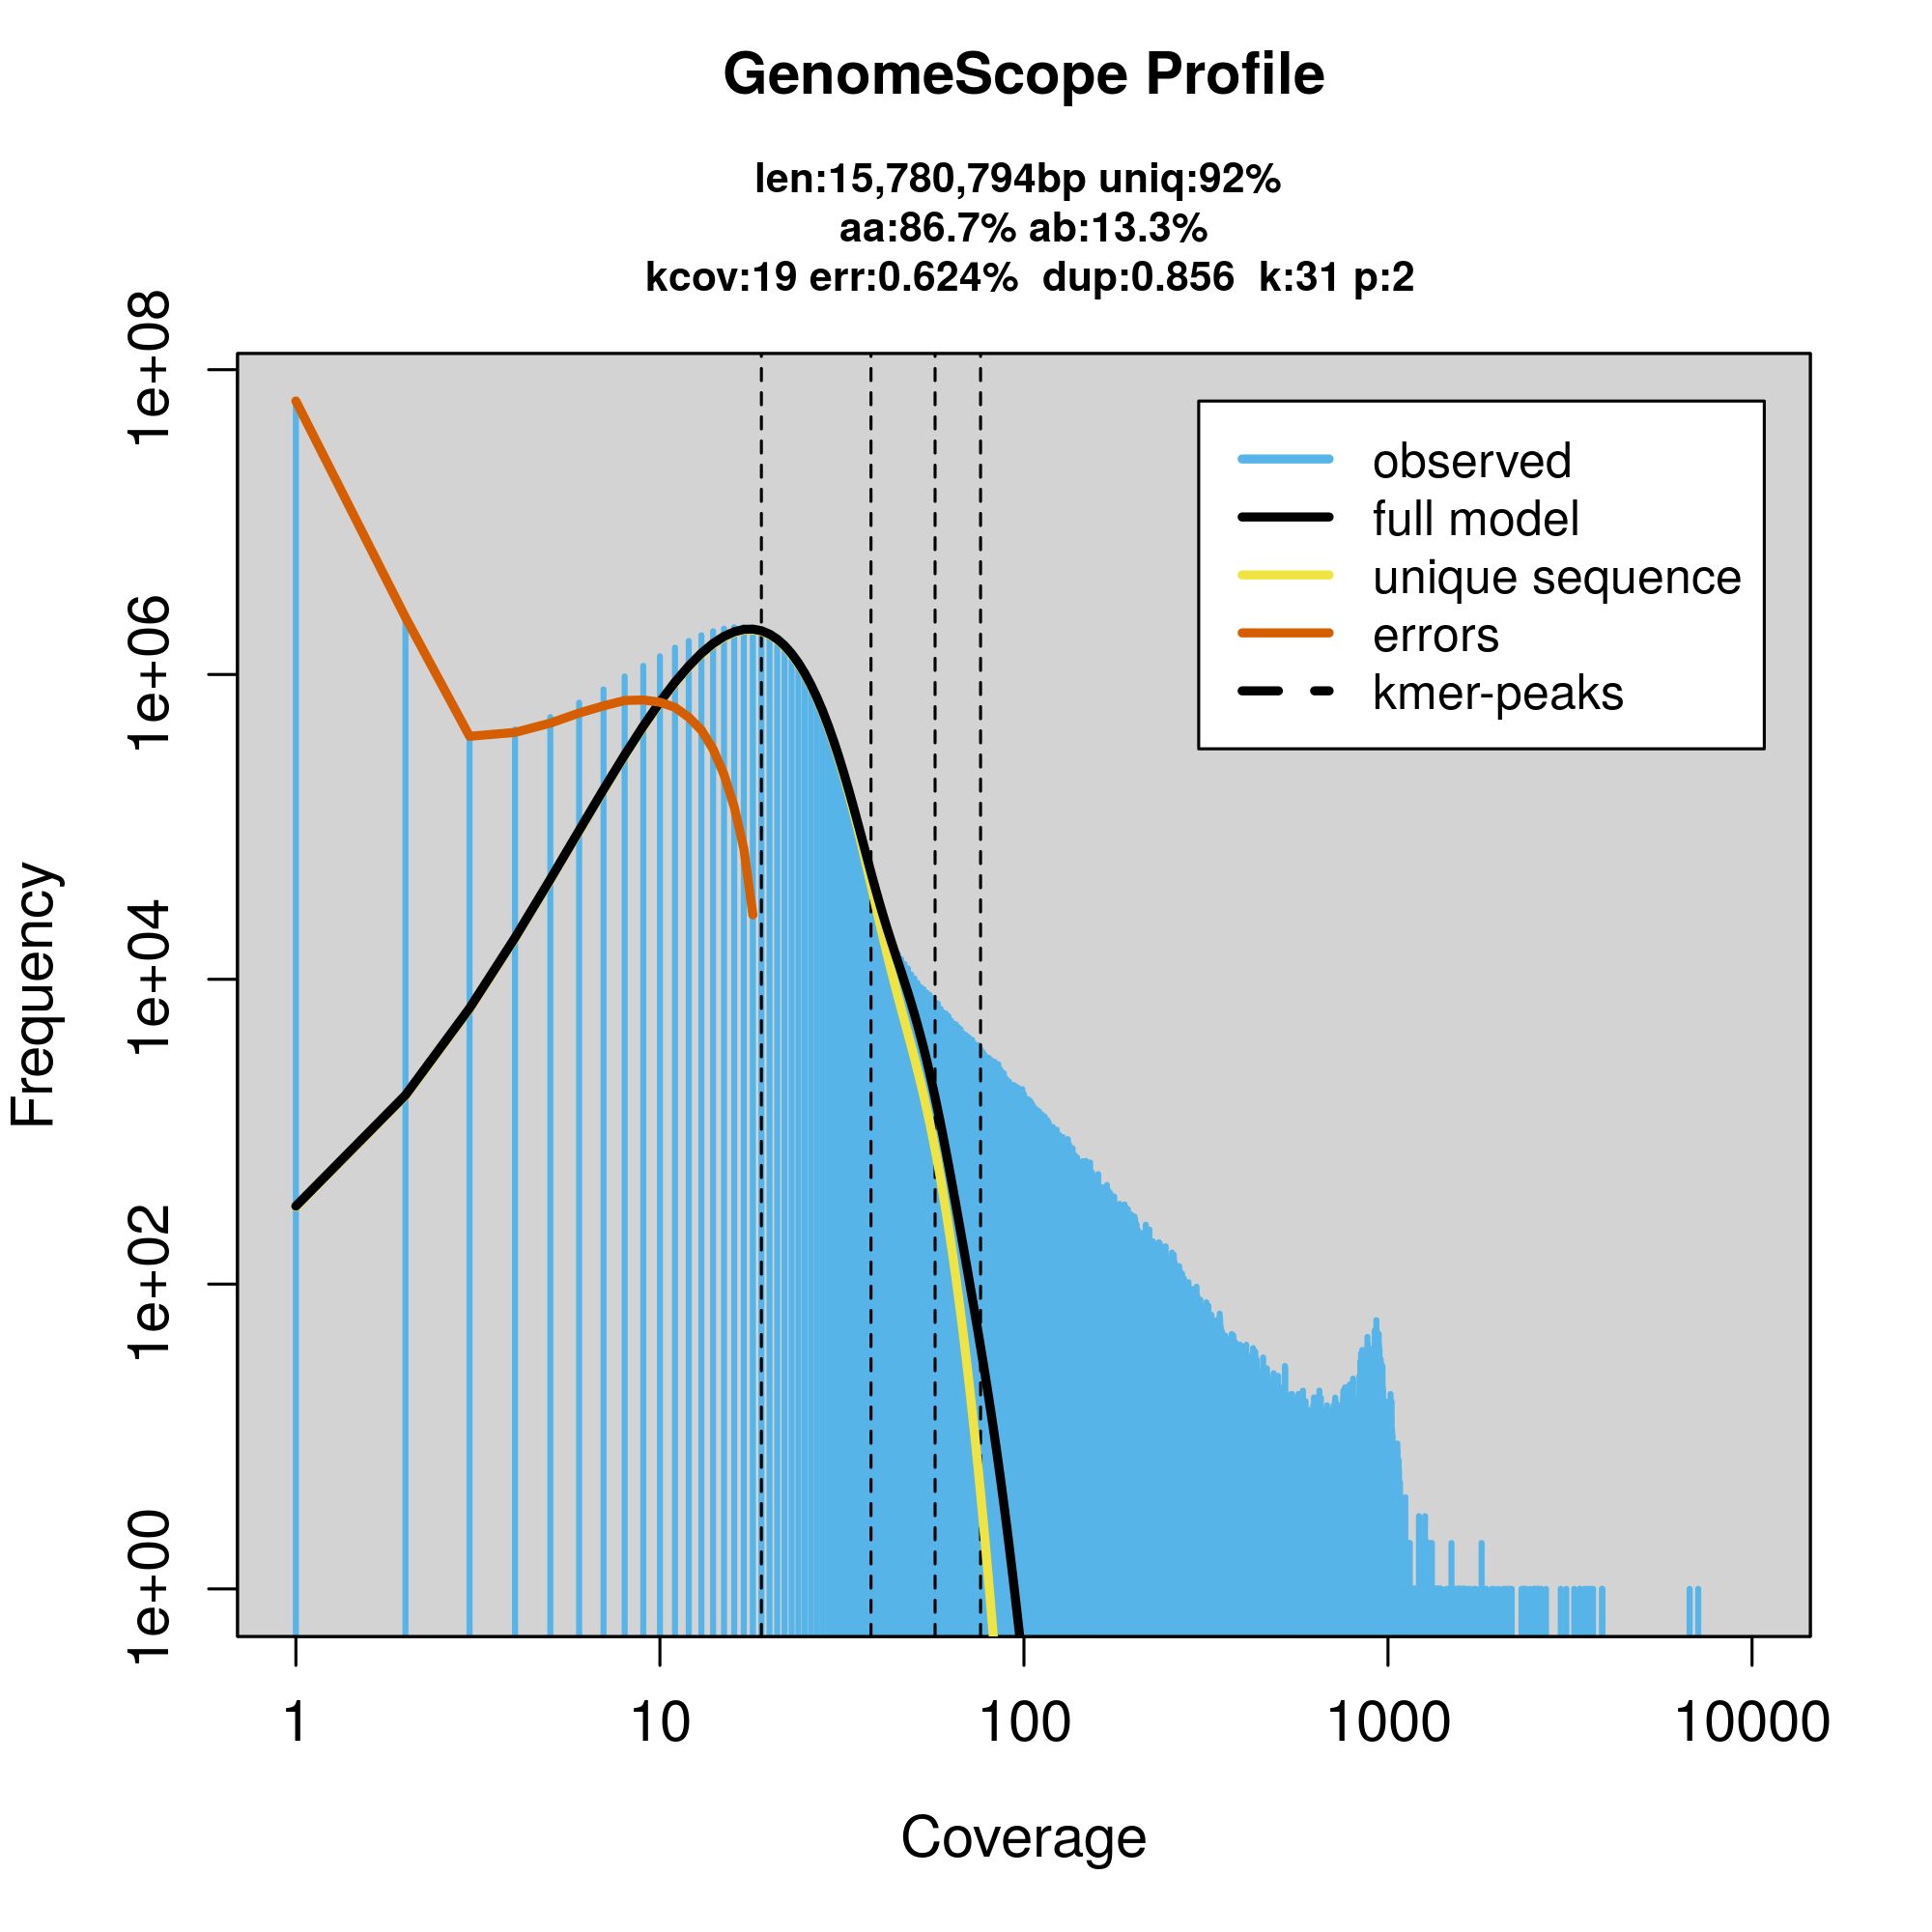 GenomeScope Profile
len:15,780,794bp uniq:92%
aa:86.7% ab:13.3%
kcov:19 err:0.624%  dup:0.856  k:31 p:2
observed
full model
unique sequence
errors
kmer-peaks
Frequency
1e+08
1e+06
1e+04
1e+02
1e+00
1
10
100
1000
10000
Coverage